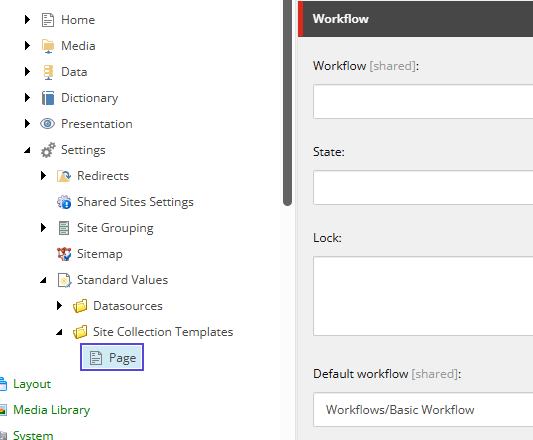 Home
Media
Data
Dictionary
Presentation
Settings
Redirects
Shared Sites Settings
Site Grouping
Sitemap
Standard Values
Datasources
Site Collection Templates
Page
Layout
Media Library
System
Workflow
Workflow [shared]:
State:
Lock:
Default workflow [shared]:
Workflows/Basic Workflow